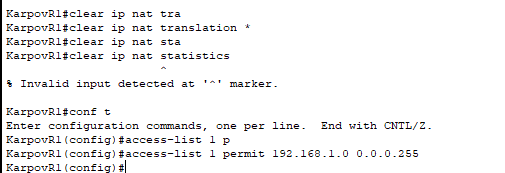 KarpovR1#clear ip nat tra
KarpovR1#clear ip nat translation *
KarpovR1#clear ip nat sta
KarpovR1#clear ip nat statistics
^
% Invalid input detected at '^' marker.
KarpovR1#conf t
Enter configuration commands, one per line.  End with CNTL/Z.
KarpovR1(config)#access-list 1 p
KarpovR1(config)#access-list 1 permit 192.168.1.0 0.0.0.255
KarpovR1(config)#